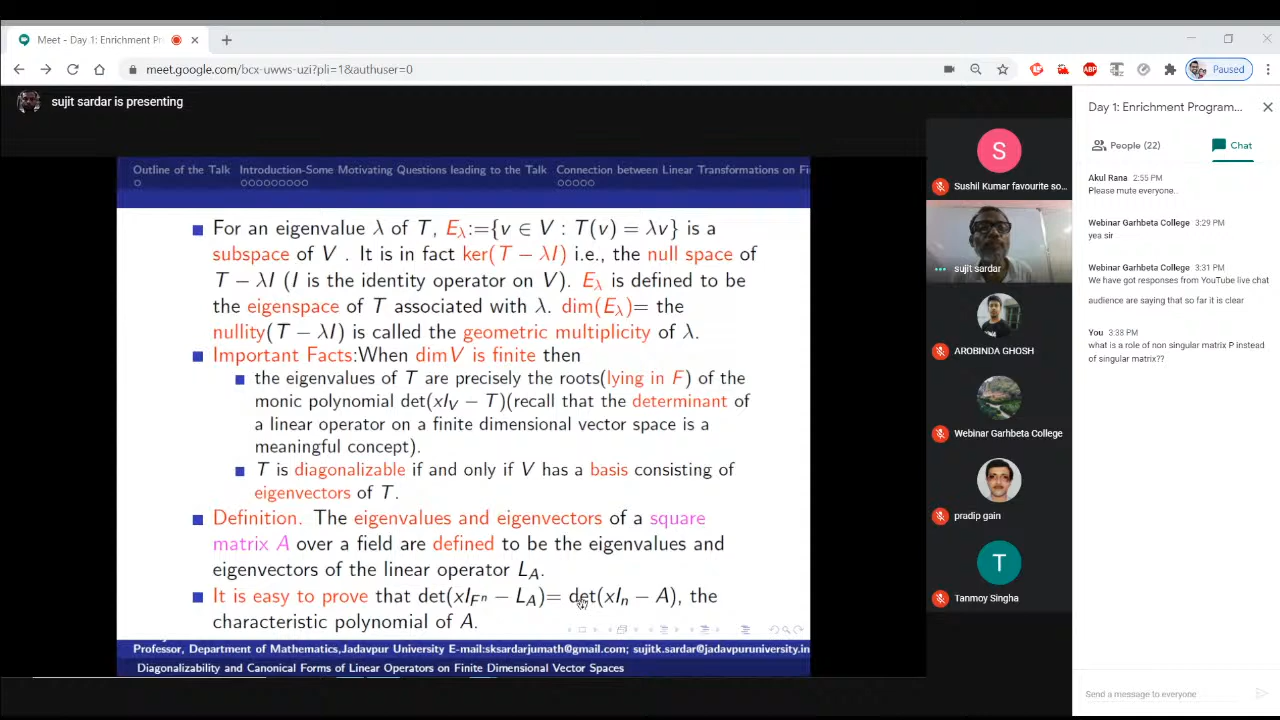 Meet - Day 1: Enrichment Pr
meet.google.com/bcx-uwws-uzi?pli=1&authuser=0
ABP
Paused
sujit sardar is presenting
Outline of the Talk Introduction-Some Motivating Questions leading to the Talk Connection between Linear Transformations on Fi
For an eigenvalue λ of T, E_λ:={v ∈ V : T(v) = λv} is a
subspace of V . It is in fact ker(T − λI) i.e., the null space of
T − λI (I is the identity operator on V). E_λ is defined to be
the eigenspace of T associated with λ. dim(E_λ)= the
nullity(T − λI) is called the geometric multiplicity of λ.
Important Facts:When dimV is finite then
the eigenvalues of T are precisely the roots(lying in F) of the
monic polynomial det(xI_V − T)(recall that the determinant of
a linear operator on a finite dimensional vector space is a
meaningful concept).
T is diagonalizable if and only if V has a basis consisting of
eigenvectors of T.
Definition. The eigenvalues and eigenvectors of a square
matrix A over a field are defined to be the eigenvalues and
eigenvectors of the linear operator L_A.
It is easy to prove that det(xI_{F^n} − L_A)= det(xI_n − A), the
characteristic polynomial of A.
Professor, Department of Mathematics,Jadavpur University E-mail:sksardarjumath@gmail.com; sujitk.sardar@jadavpuruniversity.in
Diagonalizability and Canonical Forms of Linear Operators on Finite Dimensional Vector Spaces
S
Sushil Kumar favourite so...
sujit sardar
AROBINDA GHOSH
Webinar Garhbeta College
pradip gain
T
Tanmoy Singha
Day 1: Enrichment Program...
People (22)
Chat
Akul Rana 2:55 PM
Please mute everyone..
Webinar Garhbeta College 3:29 PM
yea sir
Webinar Garhbeta College 3:31 PM
We have got responses from YouTube live chat
audience are saying that so far it is clear
You 3:38 PM
what is a role of non singular matrix P instead
of singular matrix??
Send a message to everyone